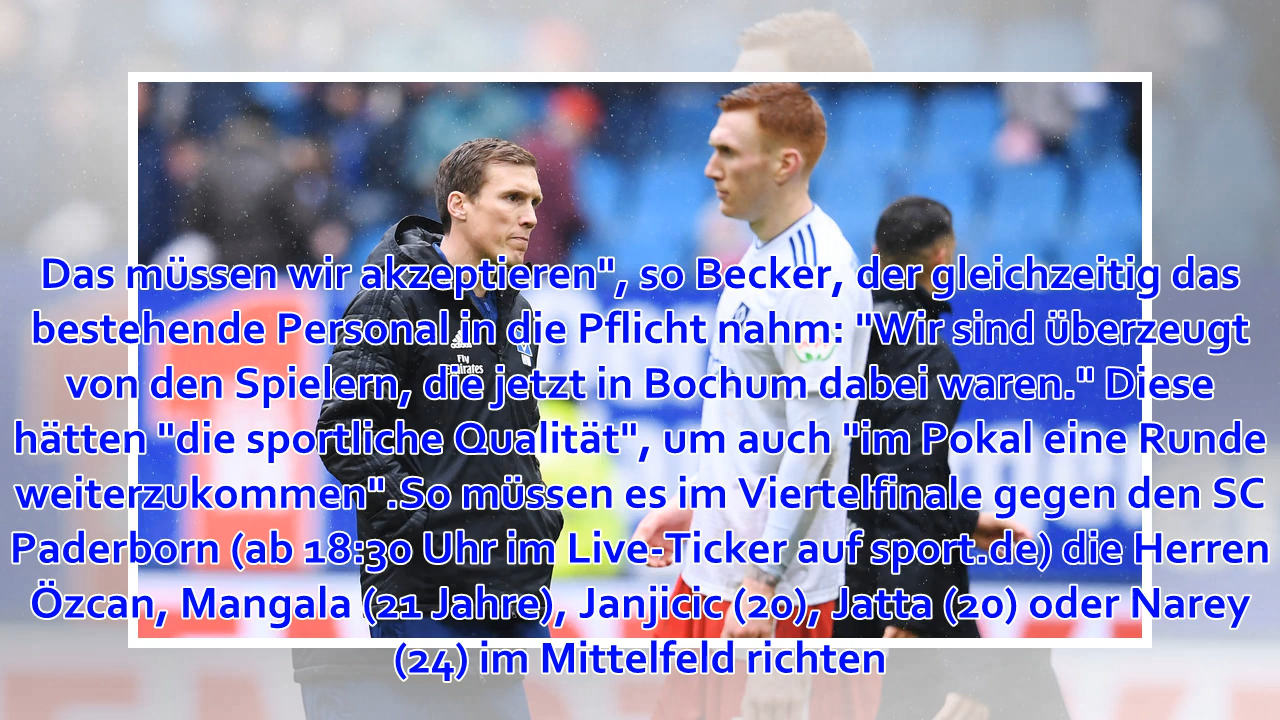 Das müssen wir akzeptieren", so Becker, der gleichzeitig das
bestehende Personal in die Pflicht nahm: "Wir sind überzeugt
von den Spielern, die jetzt in Bochum dabei waren." Diese
hätten "die sportliche Qualität", um auch "im Pokal eine Runde
weiterzukommen".So müssen es im Viertelfinale gegen den SC
Paderborn (ab 18:30 Uhr im Live-Ticker auf sport.de) die Herren
Özcan, Mangala (21 Jahre), Janjicic (20), Jatta (20) oder Narey
(24) im Mittelfeld richten
adidas
Fly
Emirates